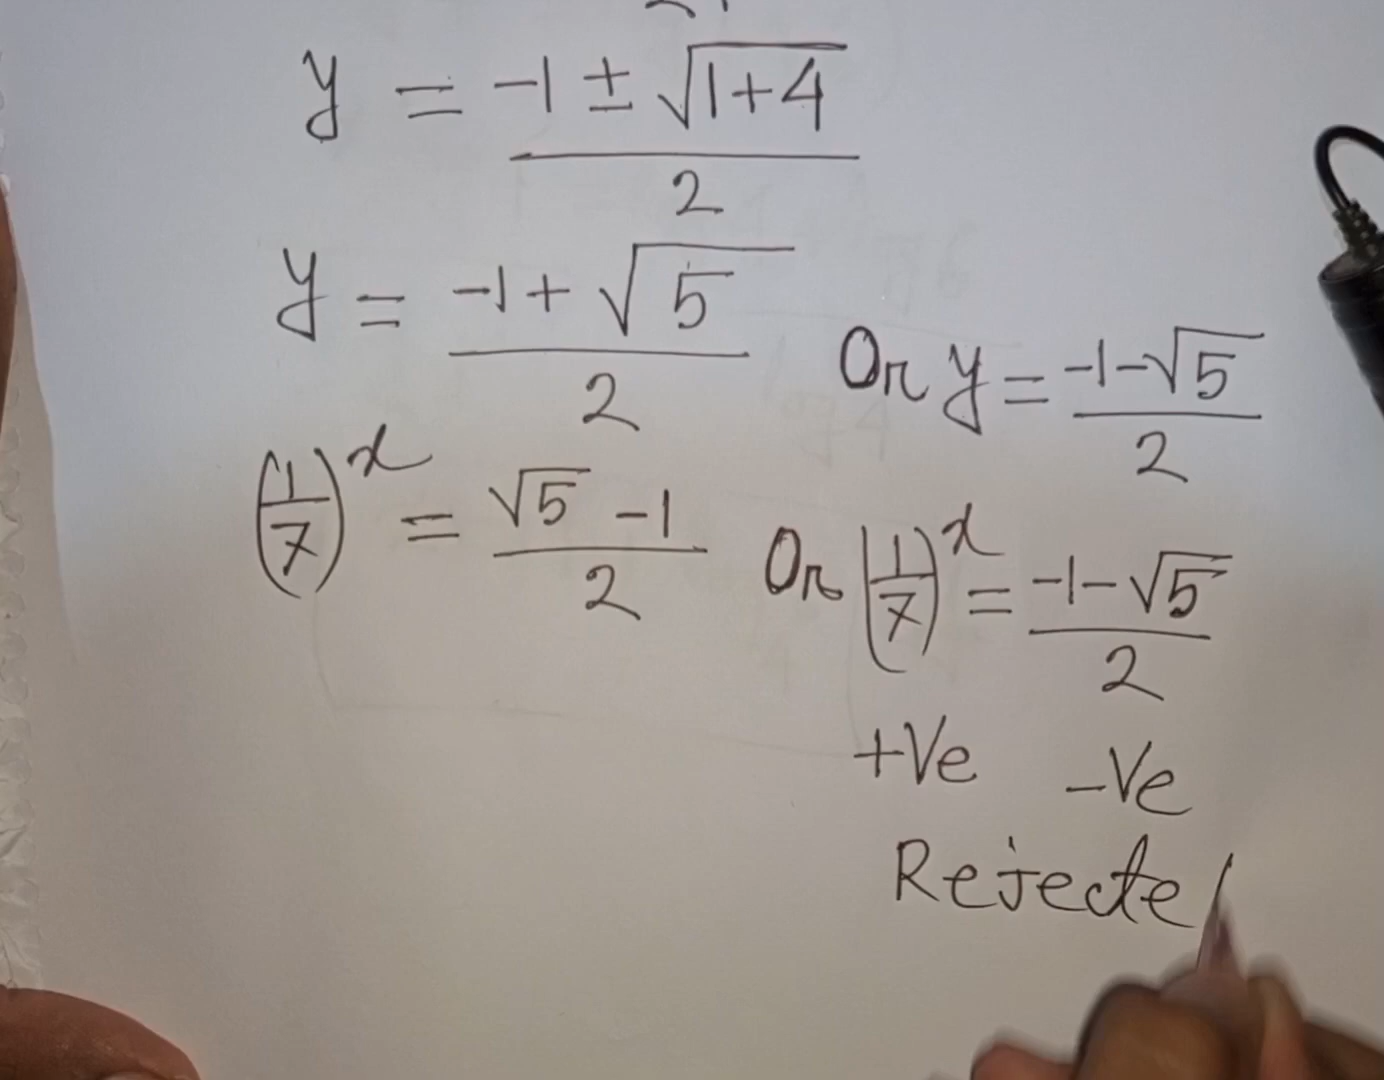 y = (-1 ± √(1+4))/2
y = (-1 + √5)/2 Or y = (-1-√5)/2
(1/7)^x = (√5 - 1)/2 Or (1/7)^x = (-1-√5)/2
+Ve -Ve
Rejecte